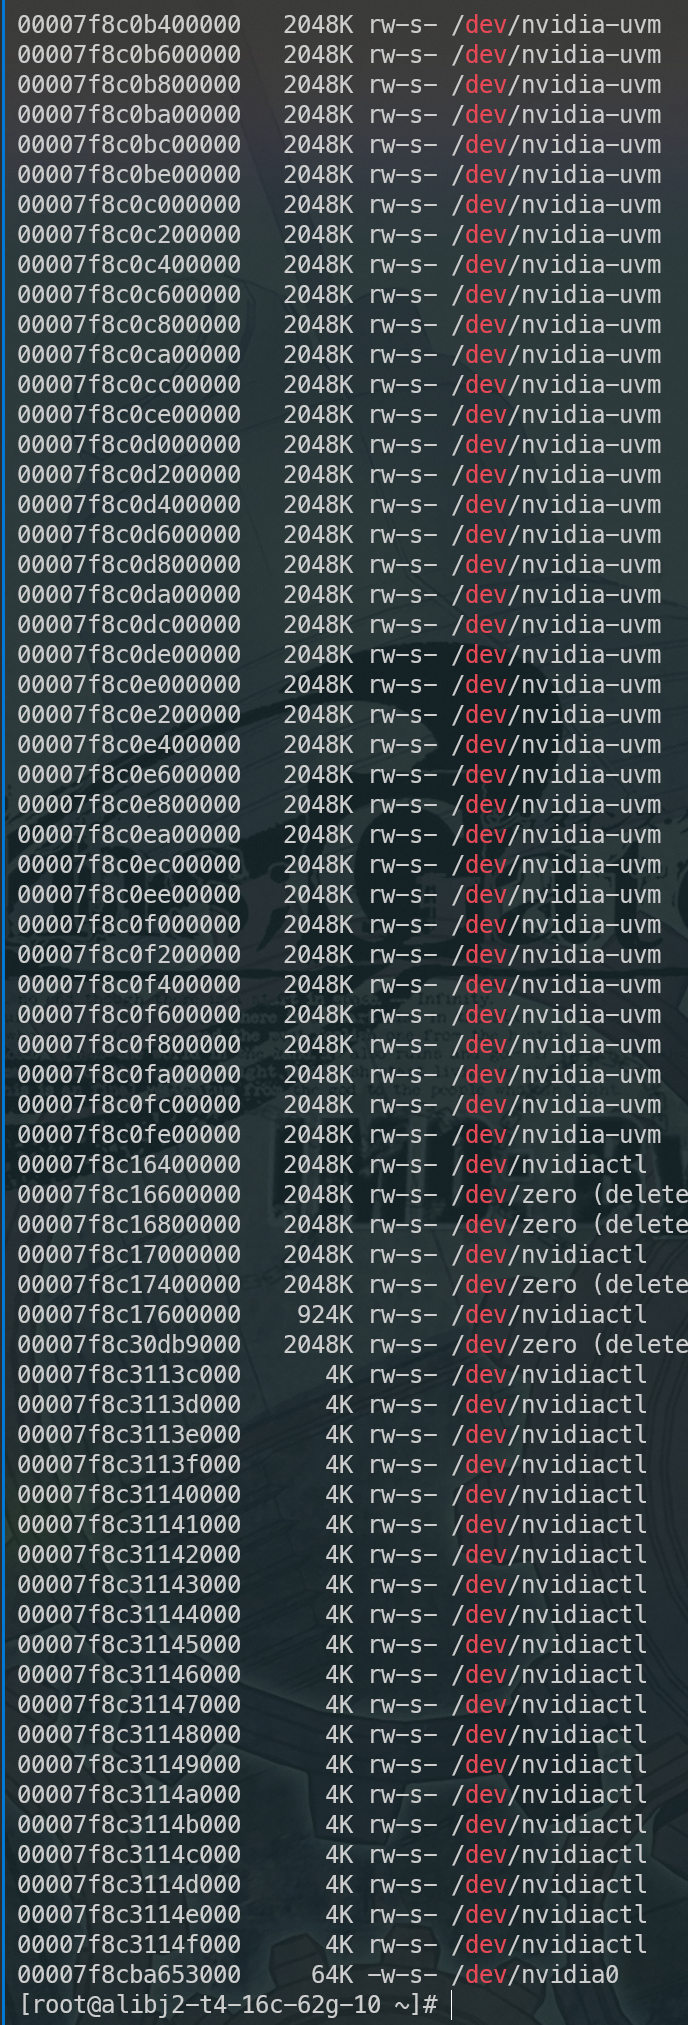 00007f8c0b400000   2048K rw-s- /dev/nvidia-uvm
00007f8c0b600000   2048K rw-s- /dev/nvidia-uvm
00007f8c0b800000   2048K rw-s- /dev/nvidia-uvm
00007f8c0ba00000   2048K rw-s- /dev/nvidia-uvm
00007f8c0bc00000   2048K rw-s- /dev/nvidia-uvm
00007f8c0be00000   2048K rw-s- /dev/nvidia-uvm
00007f8c0c000000   2048K rw-s- /dev/nvidia-uvm
00007f8c0c200000   2048K rw-s- /dev/nvidia-uvm
00007f8c0c400000   2048K rw-s- /dev/nvidia-uvm
00007f8c0c600000   2048K rw-s- /dev/nvidia-uvm
00007f8c0c800000   2048K rw-s- /dev/nvidia-uvm
00007f8c0ca00000   2048K rw-s- /dev/nvidia-uvm
00007f8c0cc00000   2048K rw-s- /dev/nvidia-uvm
00007f8c0ce00000   2048K rw-s- /dev/nvidia-uvm
00007f8c0d000000   2048K rw-s- /dev/nvidia-uvm
00007f8c0d200000   2048K rw-s- /dev/nvidia-uvm
00007f8c0d400000   2048K rw-s- /dev/nvidia-uvm
00007f8c0d600000   2048K rw-s- /dev/nvidia-uvm
00007f8c0d800000   2048K rw-s- /dev/nvidia-uvm
00007f8c0da00000   2048K rw-s- /dev/nvidia-uvm
00007f8c0dc00000   2048K rw-s- /dev/nvidia-uvm
00007f8c0de00000   2048K rw-s- /dev/nvidia-uvm
00007f8c0e000000   2048K rw-s- /dev/nvidia-uvm
00007f8c0e200000   2048K rw-s- /dev/nvidia-uvm
00007f8c0e400000   2048K rw-s- /dev/nvidia-uvm
00007f8c0e600000   2048K rw-s- /dev/nvidia-uvm
00007f8c0e800000   2048K rw-s- /dev/nvidia-uvm
00007f8c0ea00000   2048K rw-s- /dev/nvidia-uvm
00007f8c0ec00000   2048K rw-s- /dev/nvidia-uvm
00007f8c0ee00000   2048K rw-s- /dev/nvidia-uvm
00007f8c0f000000   2048K rw-s- /dev/nvidia-uvm
00007f8c0f200000   2048K rw-s- /dev/nvidia-uvm
00007f8c0f400000   2048K rw-s- /dev/nvidia-uvm
00007f8c0f600000   2048K rw-s- /dev/nvidia-uvm
00007f8c0f800000   2048K rw-s- /dev/nvidia-uvm
00007f8c0fa00000   2048K rw-s- /dev/nvidia-uvm
00007f8c0fc00000   2048K rw-s- /dev/nvidia-uvm
00007f8c0fe00000   2048K rw-s- /dev/nvidia-uvm
00007f8c16400000   2048K rw-s- /dev/nvidiactl
00007f8c16600000   2048K rw-s- /dev/zero (delete
00007f8c16800000   2048K rw-s- /dev/zero (delete
00007f8c17000000   2048K rw-s- /dev/nvidiactl
00007f8c17400000   2048K rw-s- /dev/zero (delete
00007f8c17600000    924K rw-s- /dev/nvidiactl
00007f8c30db9000   2048K rw-s- /dev/zero (delete
00007f8c3113c000      4K rw-s- /dev/nvidiactl
00007f8c3113d000      4K rw-s- /dev/nvidiactl
00007f8c3113e000      4K rw-s- /dev/nvidiactl
00007f8c3113f000      4K rw-s- /dev/nvidiactl
00007f8c31140000      4K rw-s- /dev/nvidiactl
00007f8c31141000      4K rw-s- /dev/nvidiactl
00007f8c31142000      4K rw-s- /dev/nvidiactl
00007f8c31143000      4K rw-s- /dev/nvidiactl
00007f8c31144000      4K rw-s- /dev/nvidiactl
00007f8c31145000      4K rw-s- /dev/nvidiactl
00007f8c31146000      4K rw-s- /dev/nvidiactl
00007f8c31147000      4K rw-s- /dev/nvidiactl
00007f8c31148000      4K rw-s- /dev/nvidiactl
00007f8c31149000      4K rw-s- /dev/nvidiactl
00007f8c3114a000      4K rw-s- /dev/nvidiactl
00007f8c3114b000      4K rw-s- /dev/nvidiactl
00007f8c3114c000      4K rw-s- /dev/nvidiactl
00007f8c3114d000      4K rw-s- /dev/nvidiactl
00007f8c3114e000      4K rw-s- /dev/nvidiactl
00007f8c3114f000      4K rw-s- /dev/nvidiactl
00007f8cba653000     64K -w-s- /dev/nvidia0
[root@alibj2-t4-16c-62g-10 ~]#